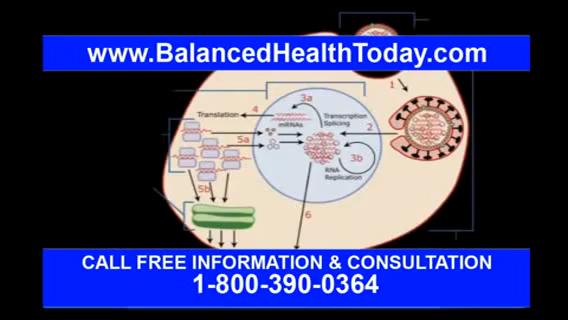 www.BalancedHealthToday.com
1
3a
Translation
4
Transcription
Splicing
mRNAs
2
5a
3b
RNA
Replication
5b
6
CALL FREE INFORMATION & CONSULTATION
1-800-390-0364